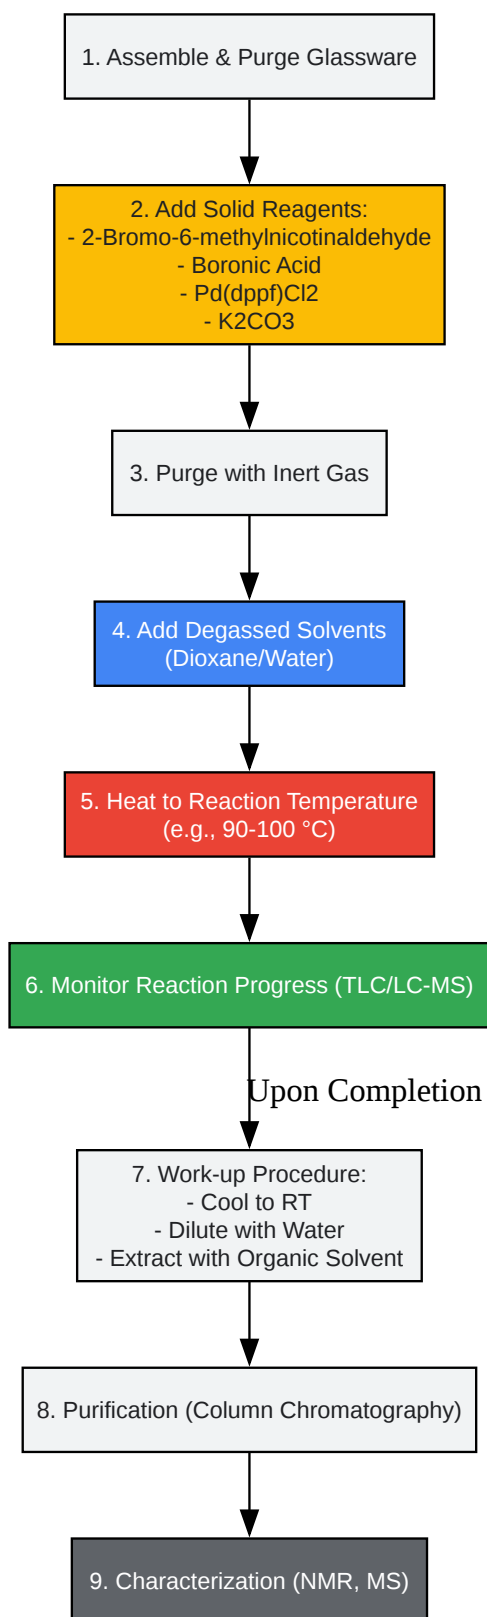 1. Assemble & Purge Glassware
2. Add Solid Reagents:
- 2-Bromo-6-methylnicotinaldehyde
- Boronic Acid
- Pd(dppf)Cl2
- K2CO3
3. Purge with Inert Gas
4. Add Degassed Solvents
(Dioxane/Water)
5. Heat to Reaction Temperature
(e.g., 90-100 °C)
6. Monitor Reaction Progress (TLC/LC-MS)
Upon Completion
7. Work-up Procedure:
- Cool to RT
- Dilute with Water
- Extract with Organic Solvent
8. Purification (Column Chromatography)
9. Characterization (NMR, MS)